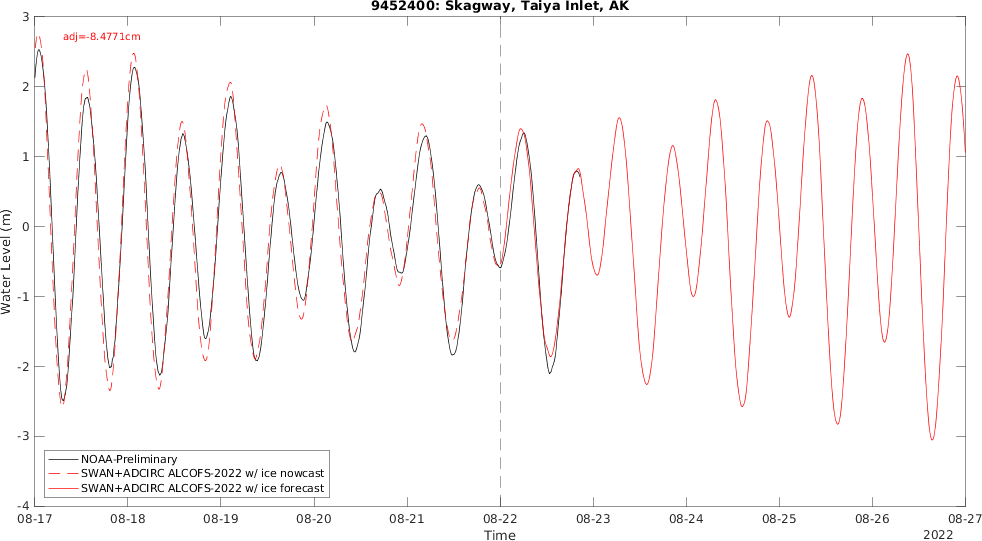 9452400: Skagway, Taiya Inlet, AK
adj=-8.4771cm
Water Level (m)
3
2
1
0
-1
-2
-3
-4
NOAA-Preliminary
SWAN+ADCIRC ALCOFS-2022 w/ ice nowcast
SWAN+ADCIRC ALCOFS-2022 w/ ice forecast
08-17 08-18 08-19 08-20 08-21 08-22 08-23 08-24 08-25 08-26 08-27
Time
2022